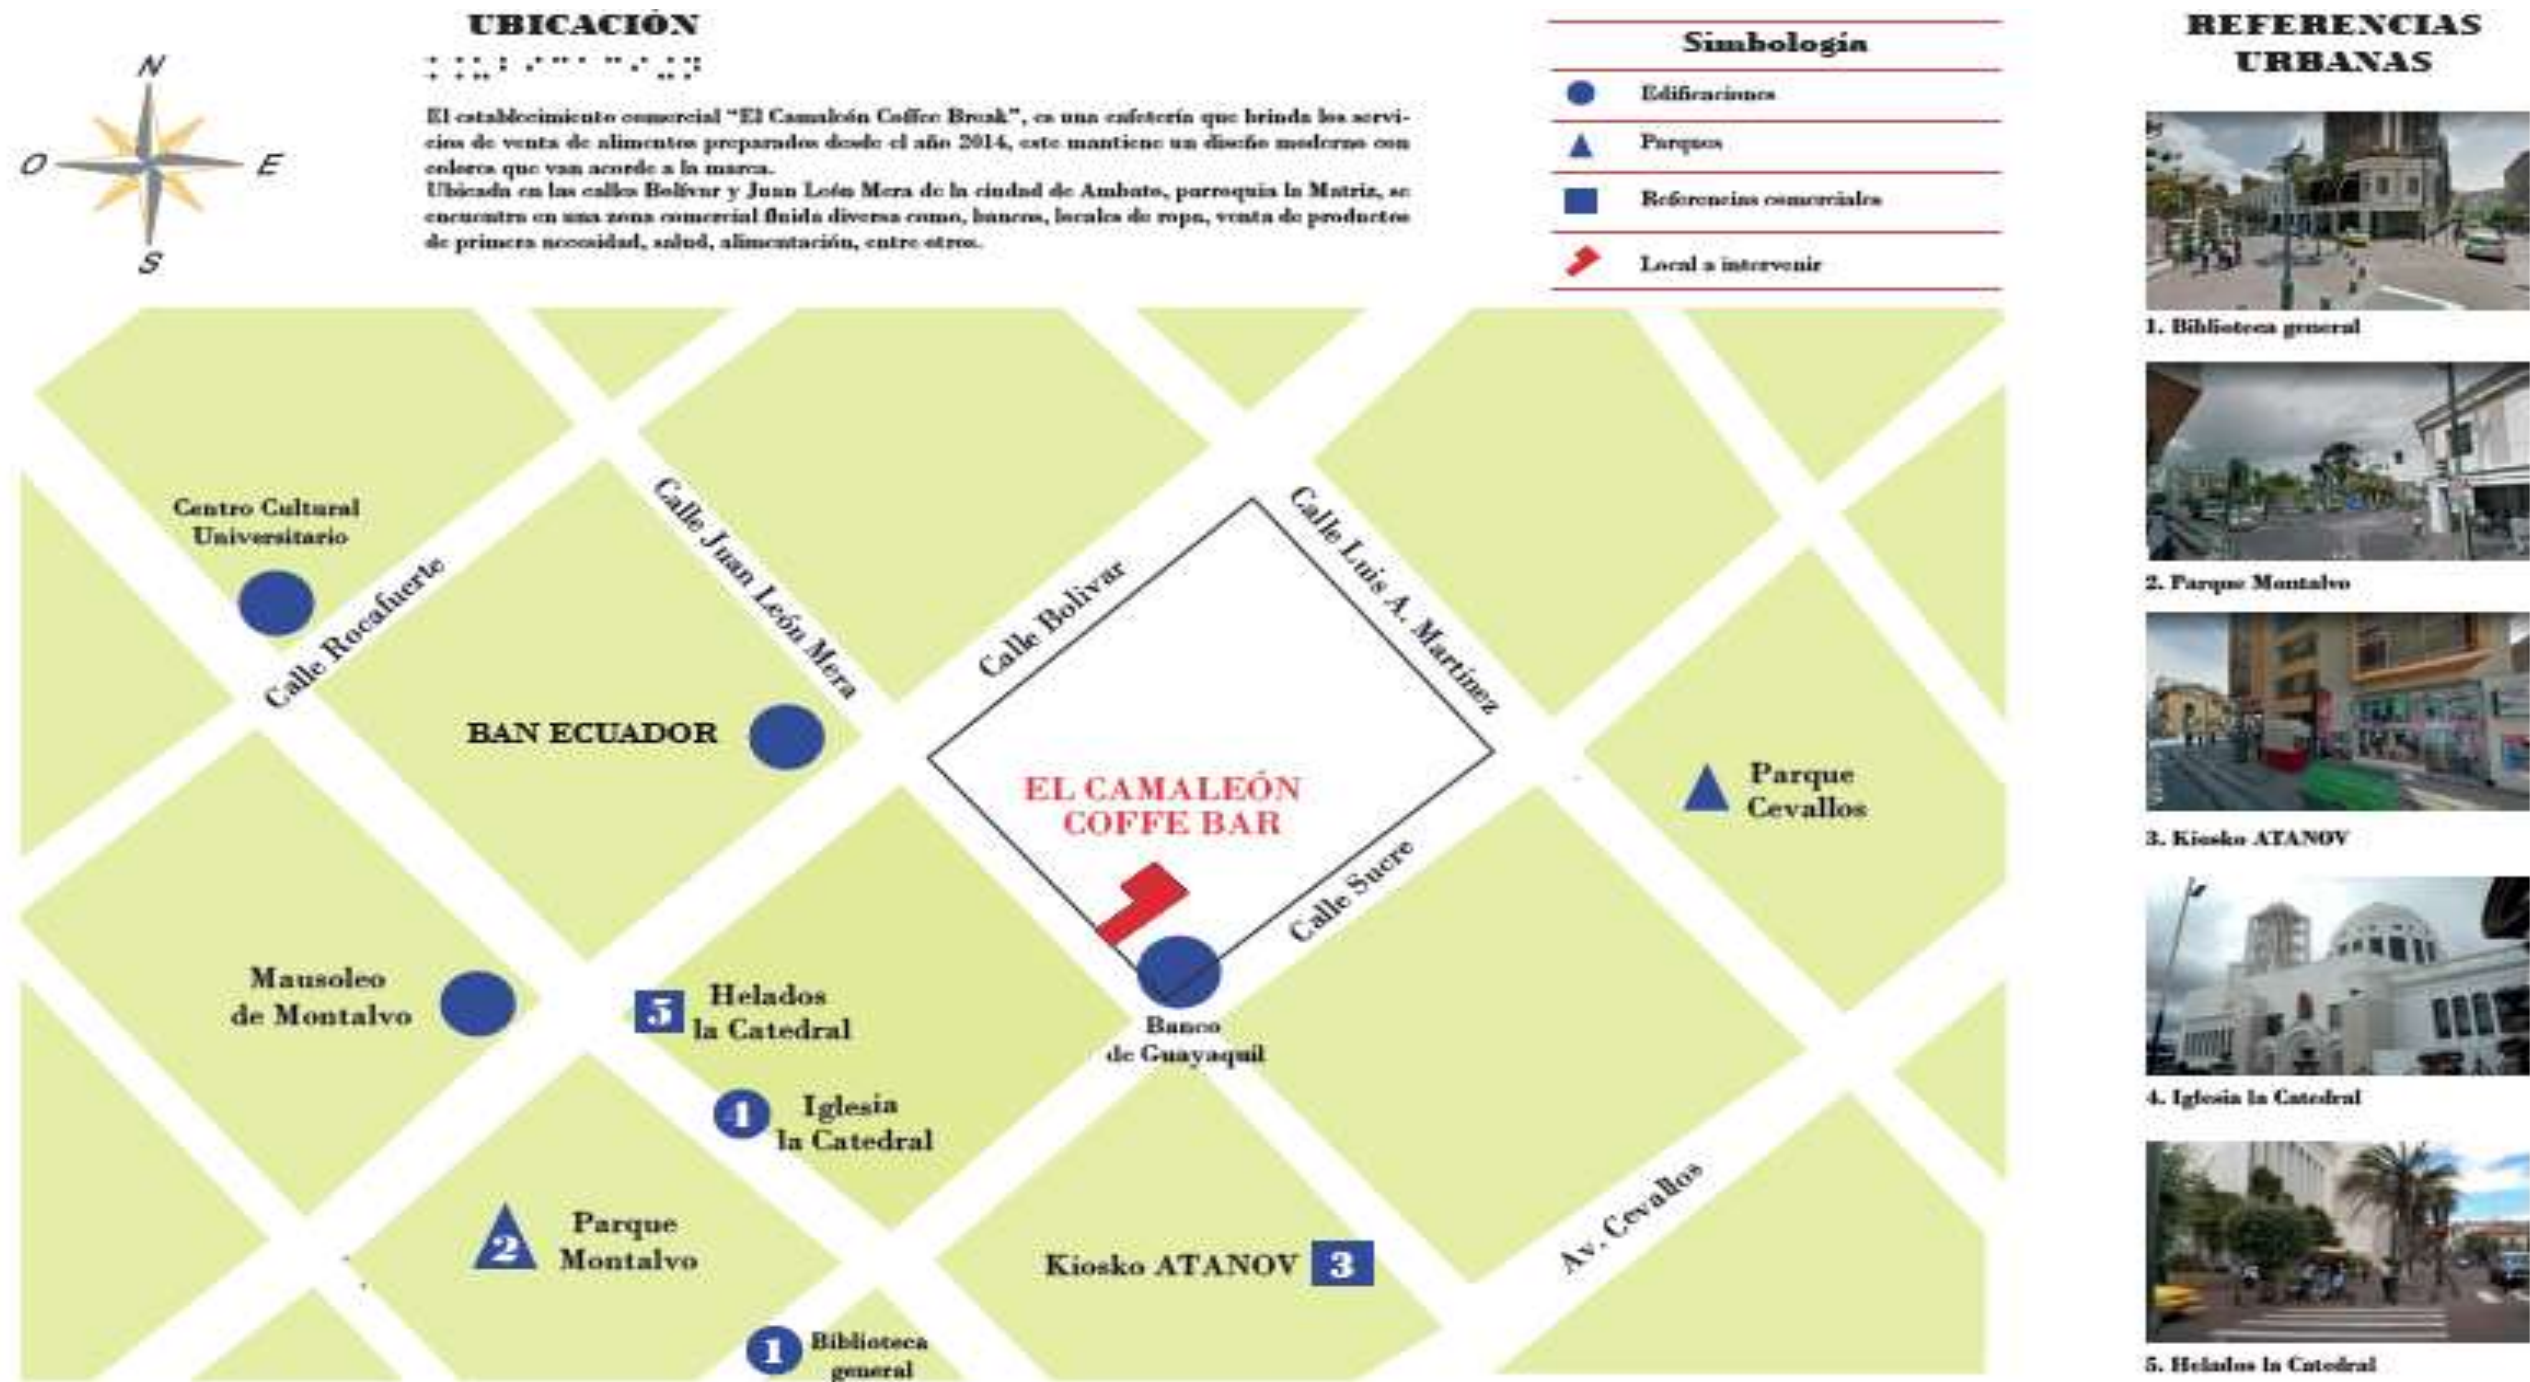 UBICACIÓN
El establecimiento comercial “El Camaleón Coffee Break”, es una cafetería que brinda los servi-
cios de venta de alimentos preparados desde el año 2014, este mantiene un diseño moderno con
colores que van acorde a la marca.
Ubicada en las calles Bolívar y Juan León Mera de la ciudad de Ambato, parroquia la Matriz, se
encuentra en una zona comercial fluida diversa como, bancos, locales de ropa, venta de productos
de primera necesidad, salud, alimentación, entre otros.
N
O
E
S
Simbología
Edificaciones
Parques
Referencias comerciales
Local a intervenir
REFERENCIAS
URBANAS
1. Biblioteca general
2. Parque Montalvo
3. Kiosko ATANOV
4. Iglesia la Catedral
5. Helados la Catedral
Centro Cultural
Universitario
Calle Rocafuerte
Calle Juan León Mera
Calle Bolivar
Calle Luis A. Martínez
BAN ECUADOR
EL CAMALEÓN
COFFE BAR
Parque
Cevallos
Calle Sucre
Mausoleo
de Montalvo
5
Helados
la Catedral
Banco
de Guayaquil
4
Iglesia
la Catedral
2
Parque
Montalvo
Kiosko ATANOV
3
Av. Cevallos
1
Biblioteca
general